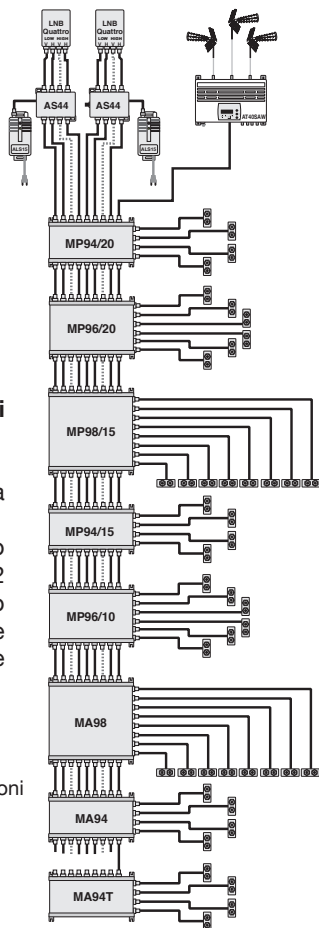 LNB
Quattro
LOW HIGH
V H V H
LNB
Quattro
LOW HIGH
V H V H
AS44
AS44
ALS15
ALS15
AT40SAW
MP94/20
MP96/20
i
MP98/15
a
o
MP94/15
2
o
e
MP96/10
e
MA98
oni
MA94
MA94T